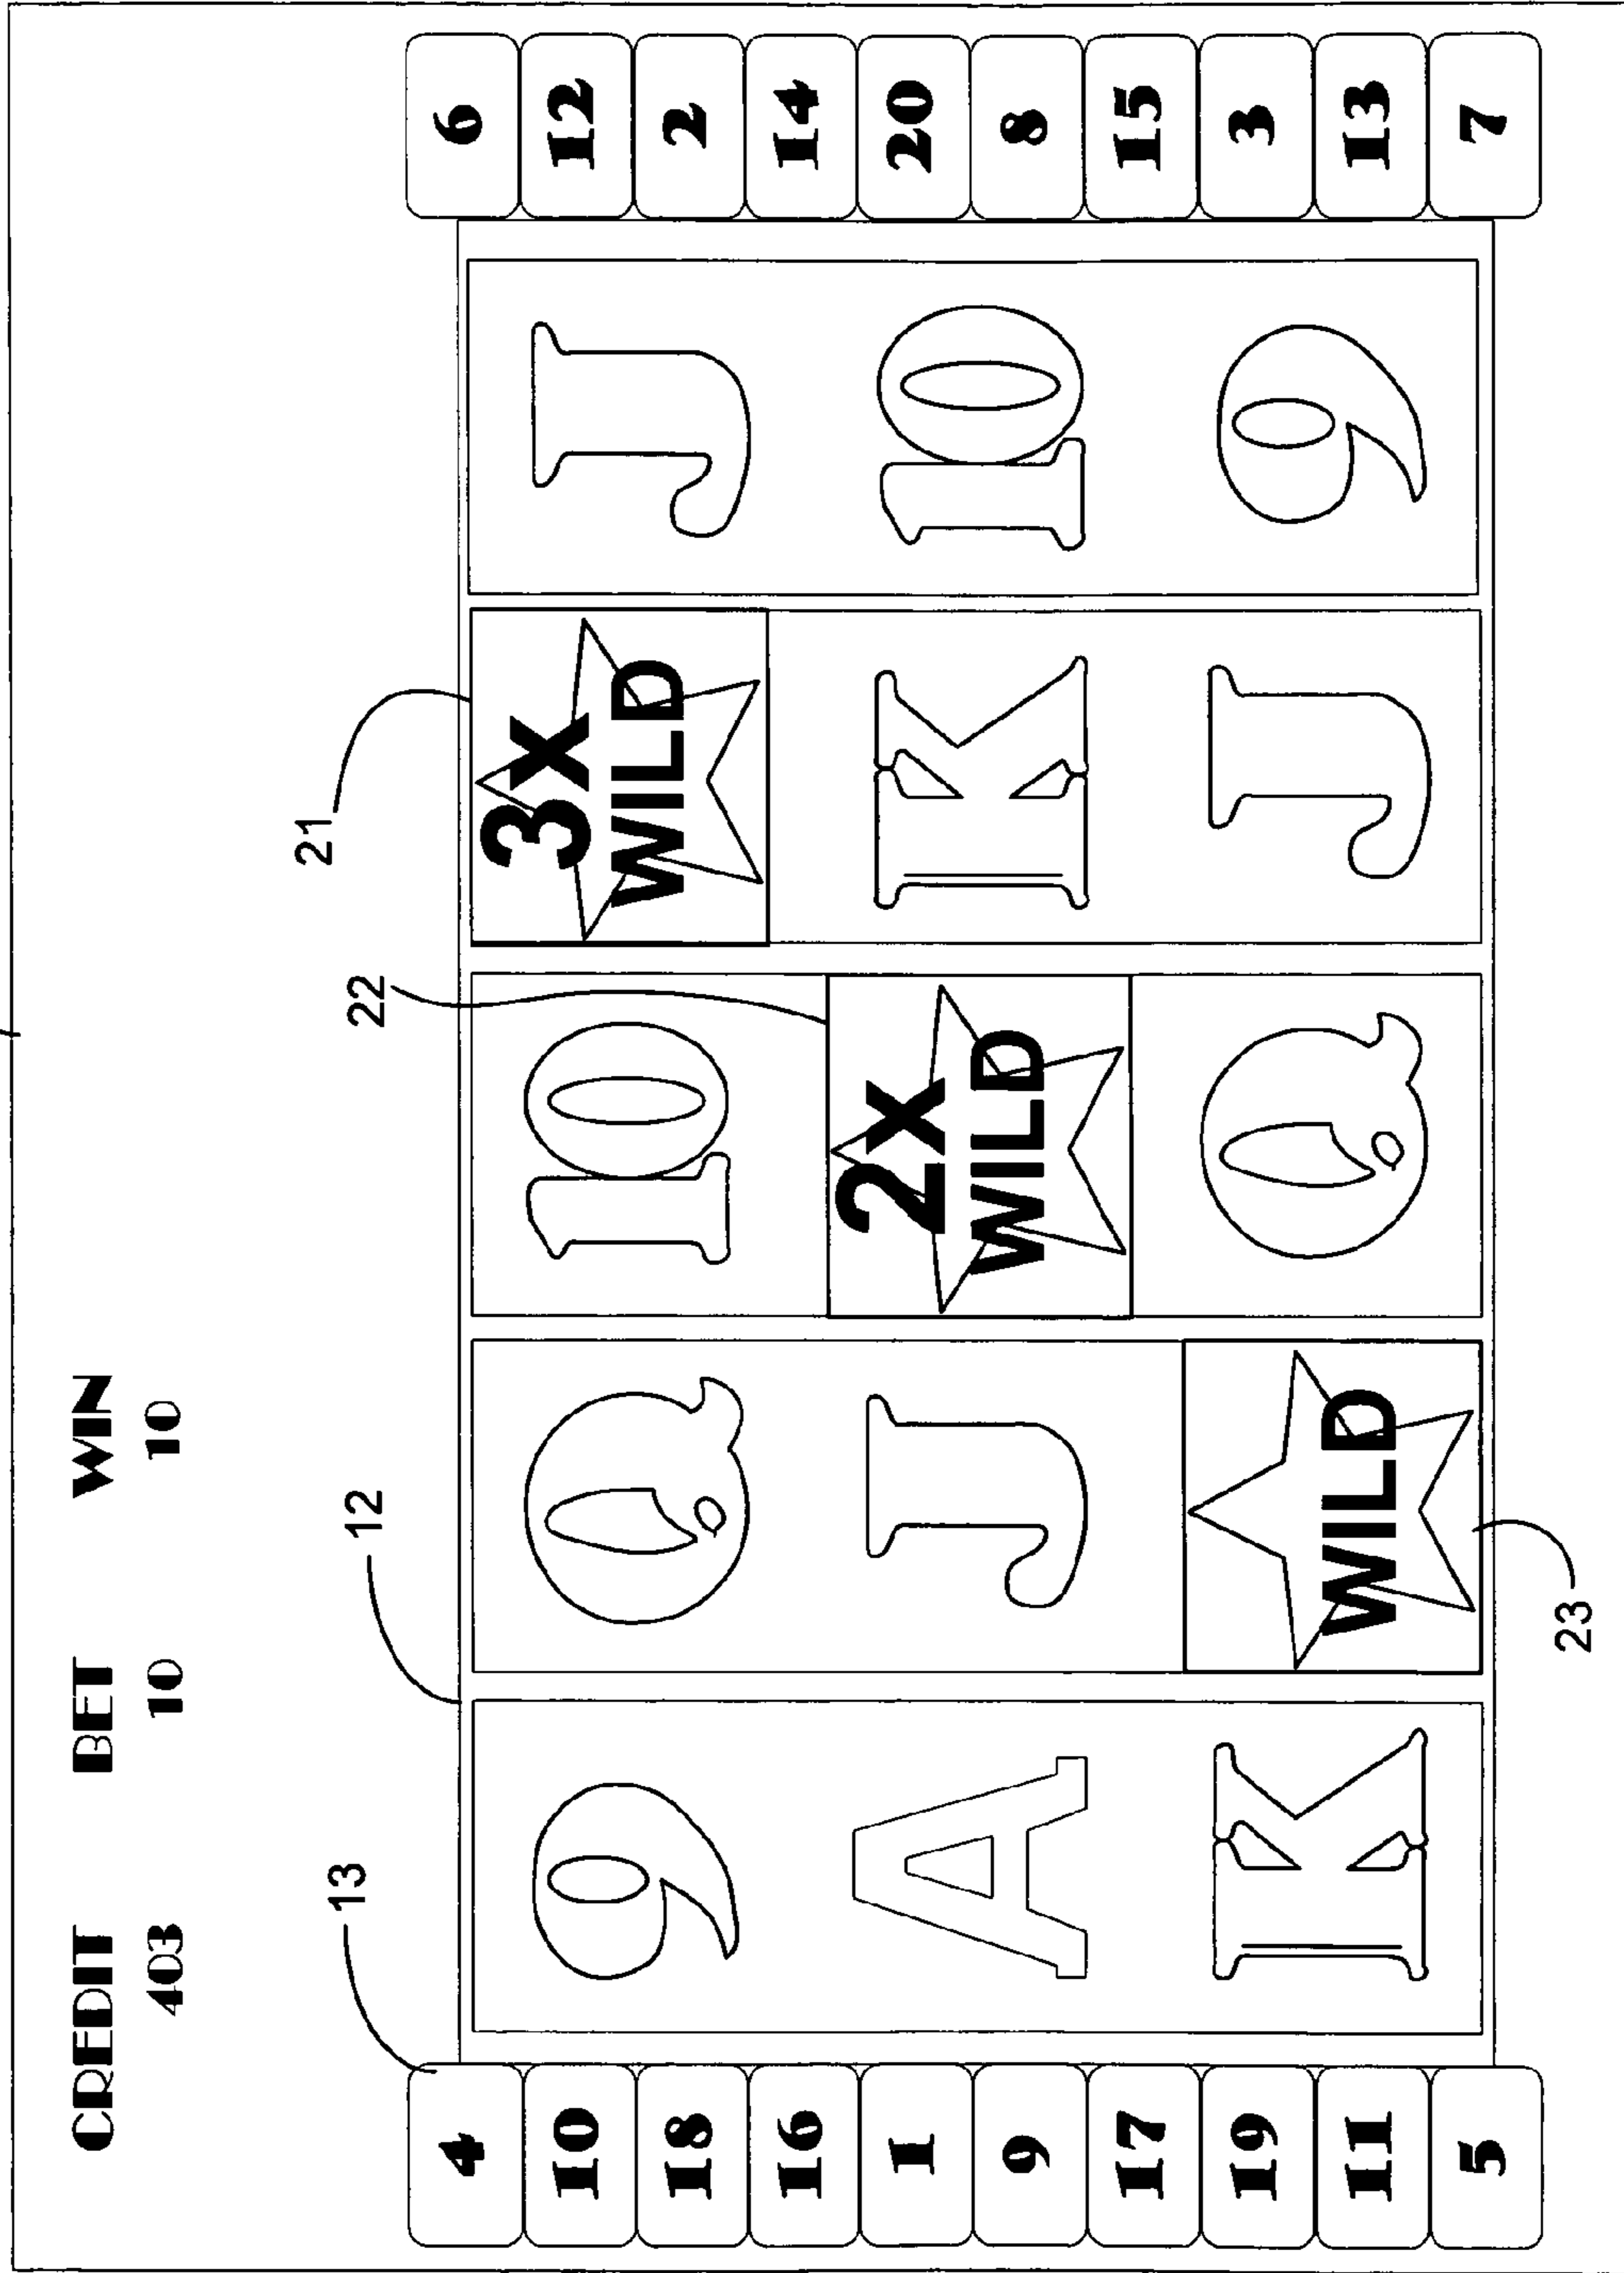 CREDIT BET WIN
403 10 10
13 12 22 21
4 6
10 12
18 2
9 Q 10 3X WILD J
16 14
1 20
A J 2X WILD K 10
9 8
17 15
19 3
K WILD Q J 9
11 13
5 7
23